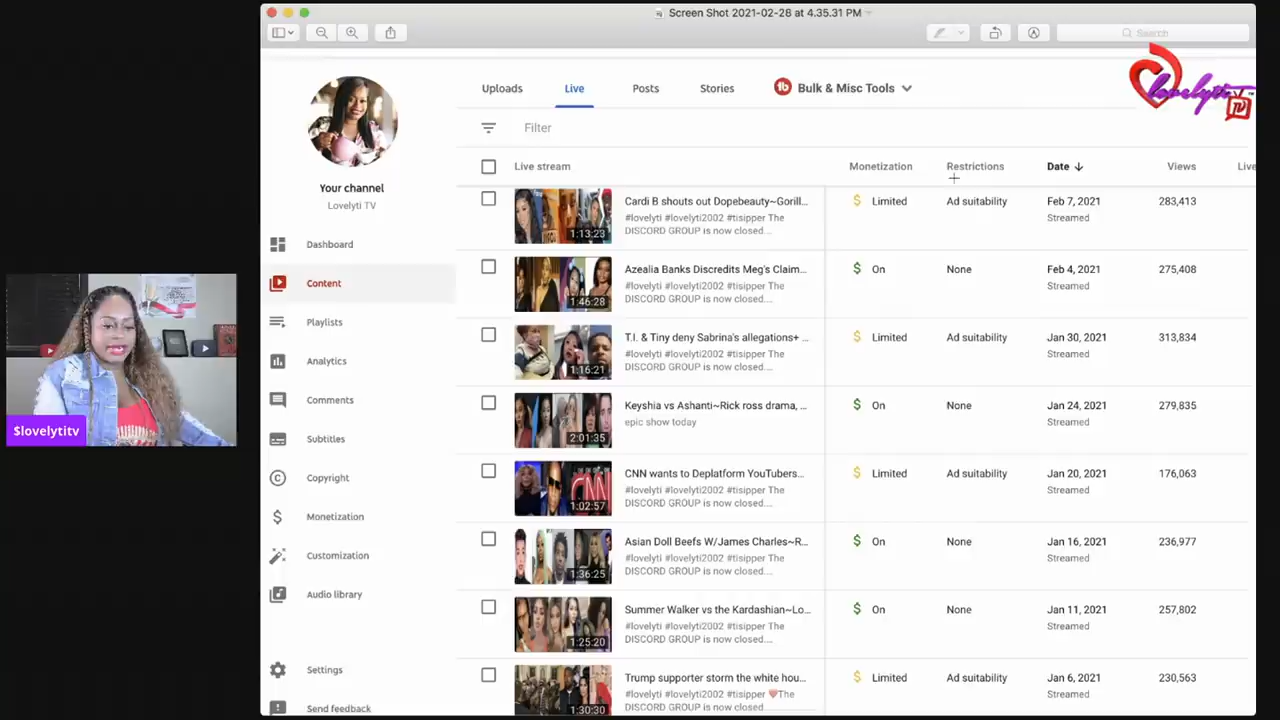 Screen Shot 2021-02-28 at 4.35.31 PM
Search
lovelyti
TV
Your channel
Lovelyti TV
Dashboard
Content
Playlists
Analytics
Comments
Subtitles
Copyright
Monetization
Customization
Audio library
Settings
Send feedback
Uploads
Live
Posts
Stories
Bulk & Misc Tools
Filter
Live stream
Monetization
Restrictions
Date
Views
Live
1:13:23
Cardi B shouts out Dopebeauty~Gorill...
#lovelyti #lovelyti2002 #tisipper The
DISCORD GROUP is now closed....
Limited
Ad suitability
Feb 7, 2021
Streamed
283,413
1:46:28
Azealia Banks Discredits Meg's Claim...
#lovelyti #lovelyti2002 #tisipper The
DISCORD GROUP is now closed....
On
None
Feb 4, 2021
Streamed
275,408
1:16:21
T.I. & Tiny deny Sabrina's allegations+ ...
#lovelyti #lovelyti2002 #tisipper The
DISCORD GROUP is now closed....
Limited
Ad suitability
Jan 30, 2021
Streamed
313,834
2:01:35
Keyshia vs Ashanti~Rick ross drama, ...
epic show today
On
None
Jan 24, 2021
Streamed
279,835
CNN
1:02:57
CNN wants to Deplatform YouTubers...
#lovelyti #lovelyti2002 #tisipper The
DISCORD GROUP is now closed....
Limited
Ad suitability
Jan 20, 2021
Streamed
176,063
1:36:25
Asian Doll Beefs W/James Charles~R...
#lovelyti #lovelyti2002 #tisipper The
DISCORD GROUP is now closed....
On
None
Jan 16, 2021
Streamed
236,977
1:25:20
Summer Walker vs the Kardashian~Lo...
#lovelyti #lovelyti2002 #tisipper The
DISCORD GROUP is now closed....
On
None
Jan 11, 2021
Streamed
257,802
1:30:30
Trump supporter storm the white hou...
#lovelyti #lovelyti2002 #tisipper ❤The
DISCORD GROUP is now closed....
Limited
Ad suitability
Jan 6, 2021
Streamed
230,563
$lovelytitv